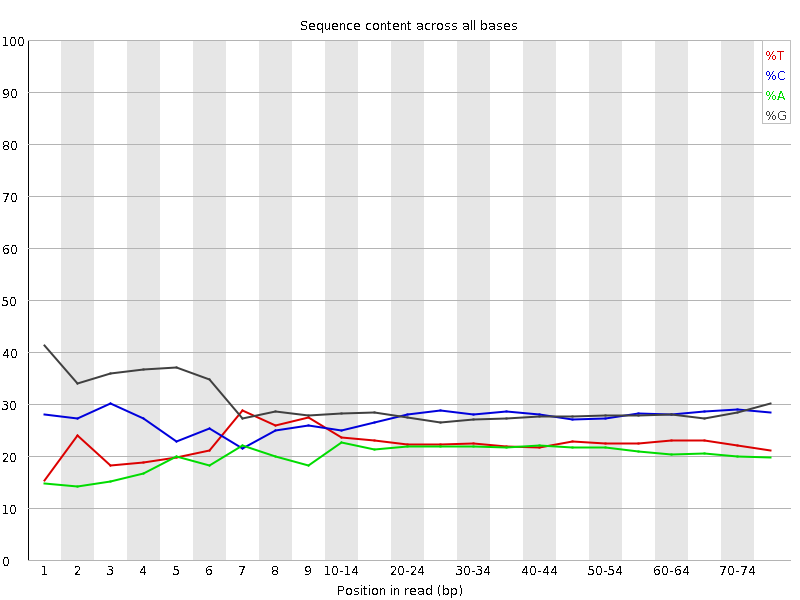 Sequence content across all bases
100
90
80
70
60
50
40
30
20
10
0
%T
%C
%A
%G
1 2 3 4 5 6 7 8 9 10-14 20-24 30-34 40-44 50-54 60-64 70-74
Position in read (bp)